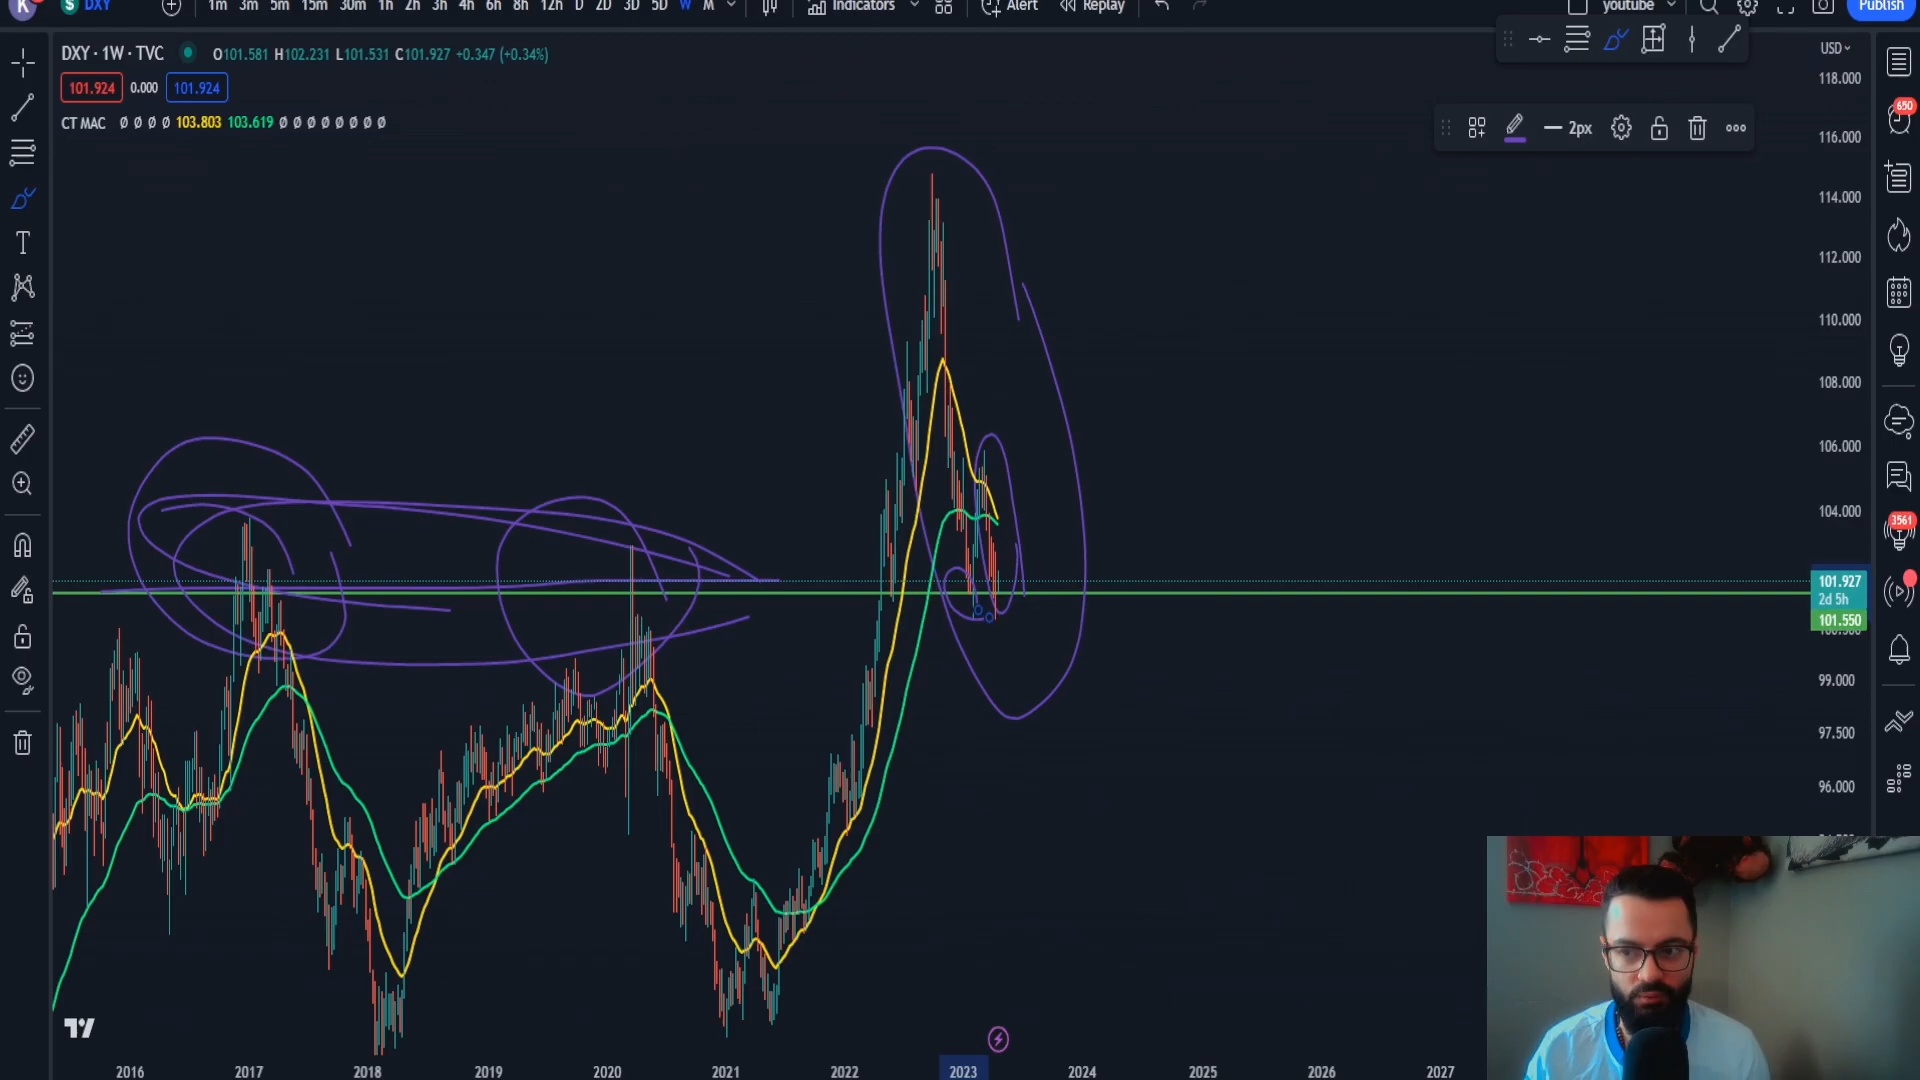 K DXY 1m 3m 5m 15m 30m 1h 2h 3h 4h 6h 8h 12h D 2D 3D 5D W M Indicators Alert Replay youtube Publish
DXY · 1W · TVC O101.581 H102.231 L101.531 C101.927 +0.347 (+0.34%)
USD
118.000
101.924 0.000 101.924
CT MAC Ø Ø Ø Ø 103.803 103.619 Ø Ø Ø Ø Ø Ø Ø Ø
2px
650
116.000
114.000
112.000
110.000
108.000
106.000
104.000
3561
101.927
2d 5h
101.550
99.000
97.500
96.000
2016 2017 2018 2019 2020 2021 2022 2023 2024 2025 2026 2027